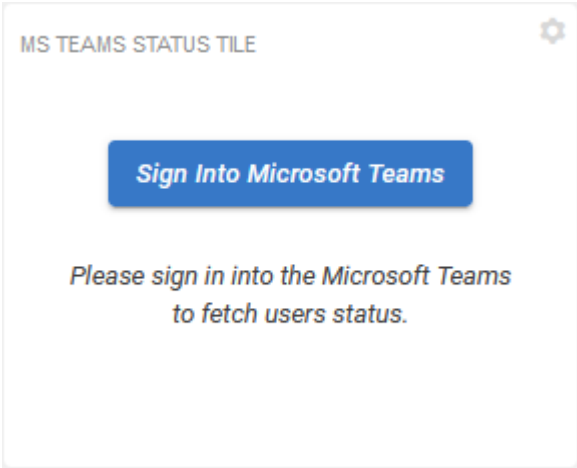 MS TEAMS STATUS TILE
Sign Into Microsoft Teams
Please sign in into the Microsoft Teams
to fetch users status.